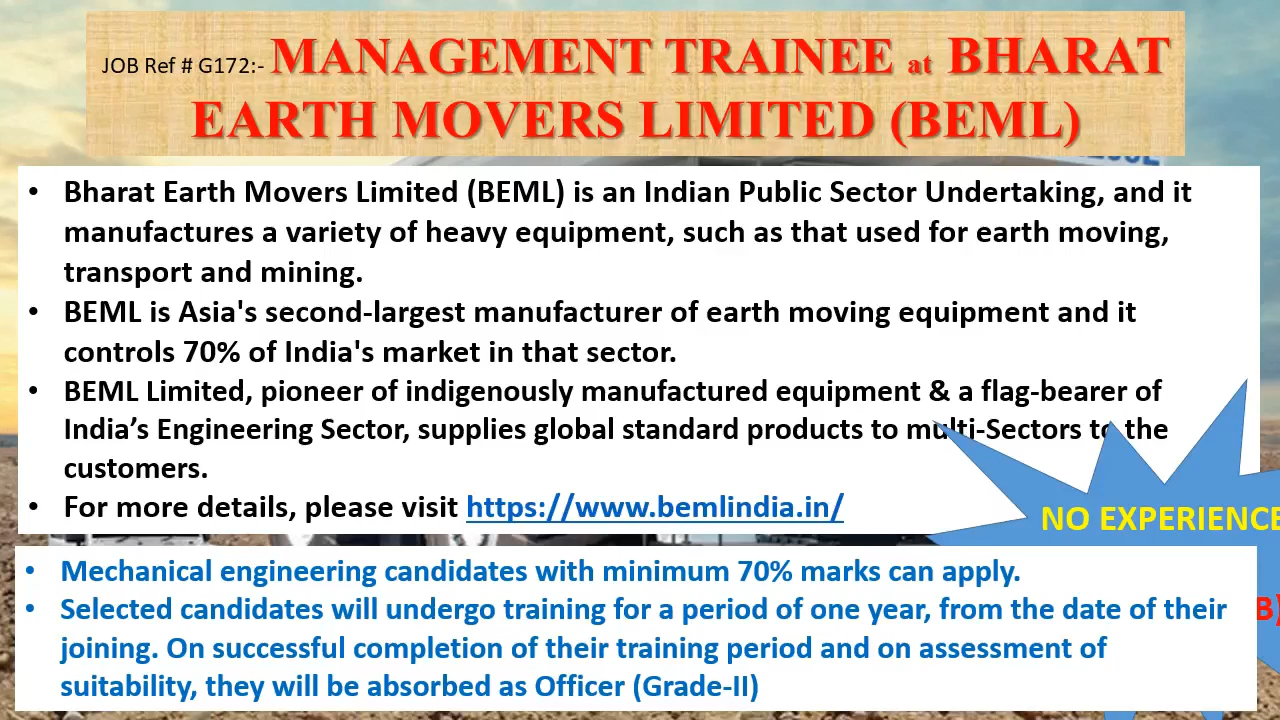 JOB Ref # G172:- MANAGEMENT TRAINEE at BHARAT
EARTH MOVERS LIMITED (BEML)
• Bharat Earth Movers Limited (BEML) is an Indian Public Sector Undertaking, and it
manufactures a variety of heavy equipment, such as that used for earth moving,
transport and mining.
• BEML is Asia's second-largest manufacturer of earth moving equipment and it
controls 70% of India's market in that sector.
• BEML Limited, pioneer of indigenously manufactured equipment & a flag-bearer of
India’s Engineering Sector, supplies global standard products to multi-Sectors to the
customers.
• For more details, please visit https://www.bemlindia.in/
NO EXPERIENCE
• Mechanical engineering candidates with minimum 70% marks can apply.
• Selected candidates will undergo training for a period of one year, from the date of their
joining. On successful completion of their training period and on assessment of
suitability, they will be absorbed as Officer (Grade-II)
B)